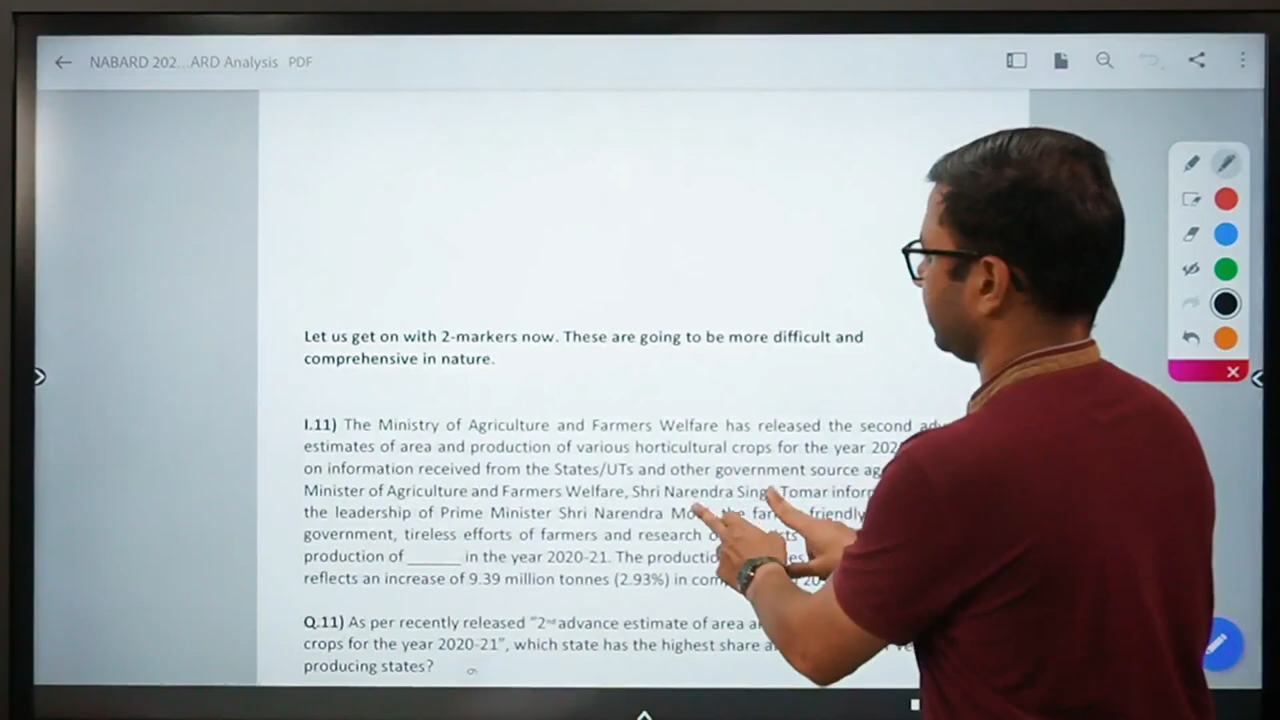 NABARD 202...ARD Analysis PDF
Let us get on with 2-markers now. These are going to be more difficult and
comprehensive in nature.
I.11) The Ministry of Agriculture and Farmers Welfare has released the second
estimates of area and production of various horticultural crops for the year
on information received from the States/UTs and other government source
Minister of Agriculture and Farmers Welfare, Shri Narendra Tomar
the leadership of Prime Minister Shri Narendra the friendly
government, tireless efforts of farmers and research
production of ______ in the year 2020-21. The
reflects an increase of 9.39 million tonnes (2.93%) in
Q.11) As per recently released "2nd advance estimate of area
crops for the year 2020-21", which state has the highest share
producing states?